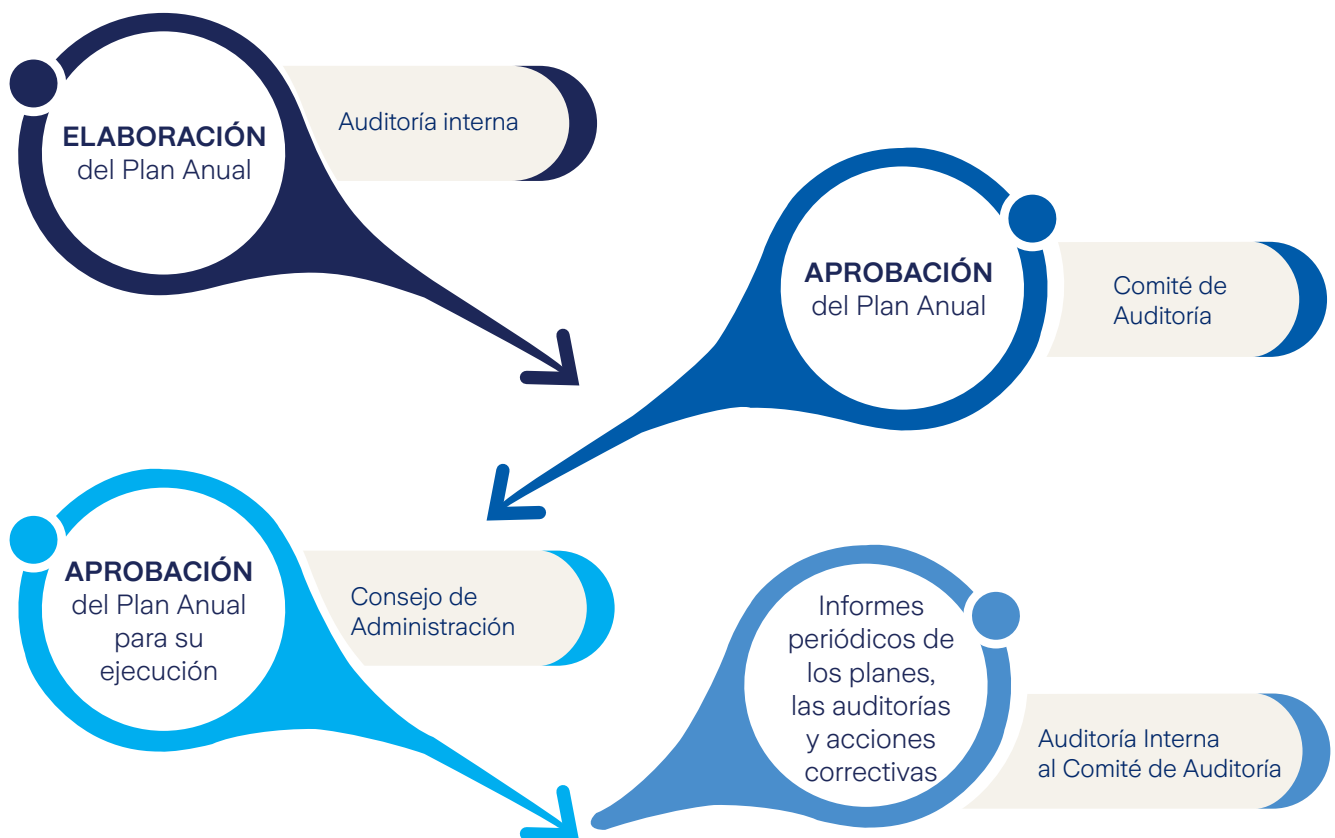 ELABORACIÓN
del Plan Anual
Auditoría interna
APROBACIÓN
del Plan Anual
Comité de
Auditoría
APROBACIÓN
del Plan Anual
para su
ejecución
Consejo de
Administración
Informes
periódicos de
los planes,
las auditorías
y acciones
correctivas
Auditoría Interna
al Comité de Auditoría